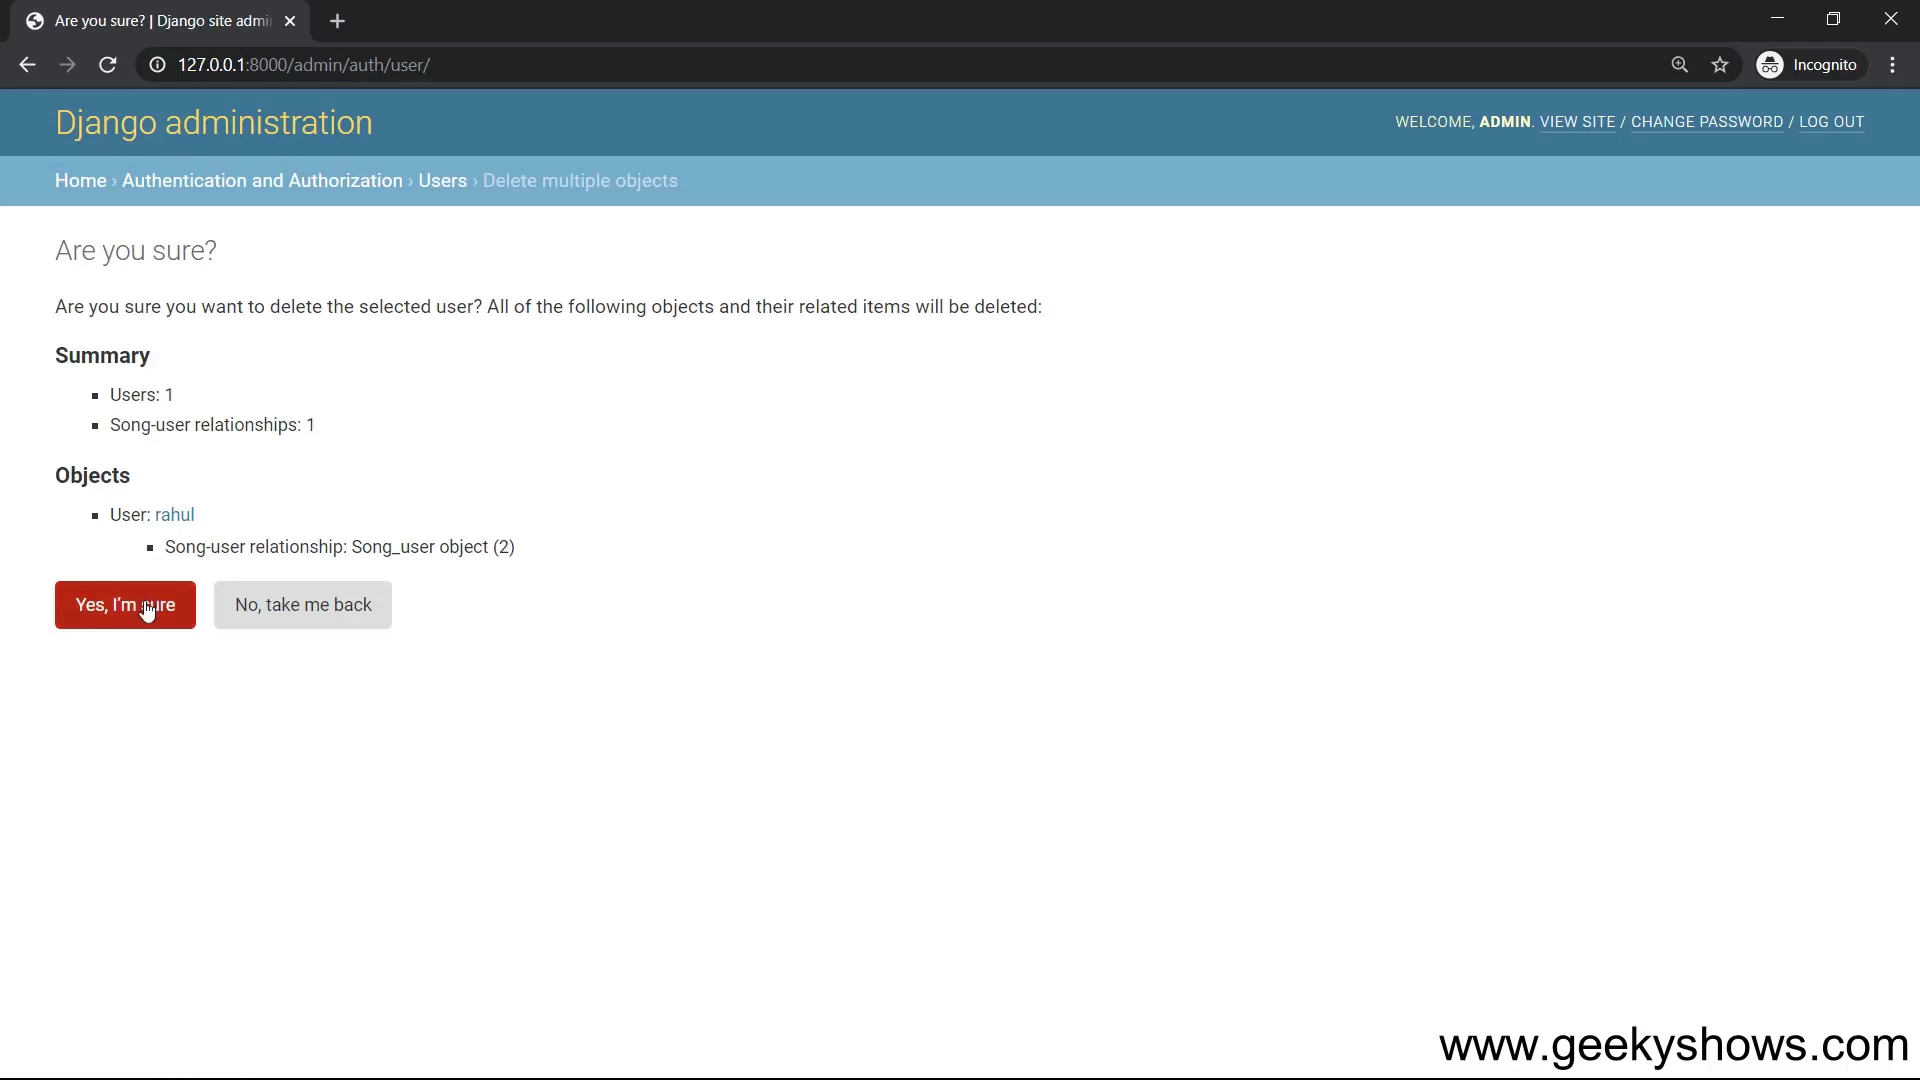 Are you sure? | Django site admi
127.0.0.1:8000/admin/auth/user/
Incognito
Django administration
WELCOME, ADMIN. VIEW SITE / CHANGE PASSWORD / LOG OUT
Home › Authentication and Authorization › Users › Delete multiple objects
Are you sure?
Are you sure you want to delete the selected user? All of the following objects and their related items will be deleted:
Summary
Users: 1
Song-user relationships: 1
Objects
User: rahul
Song-user relationship: Song_user object (2)
Yes, I'm sure
No, take me back
www.geekyshows.com